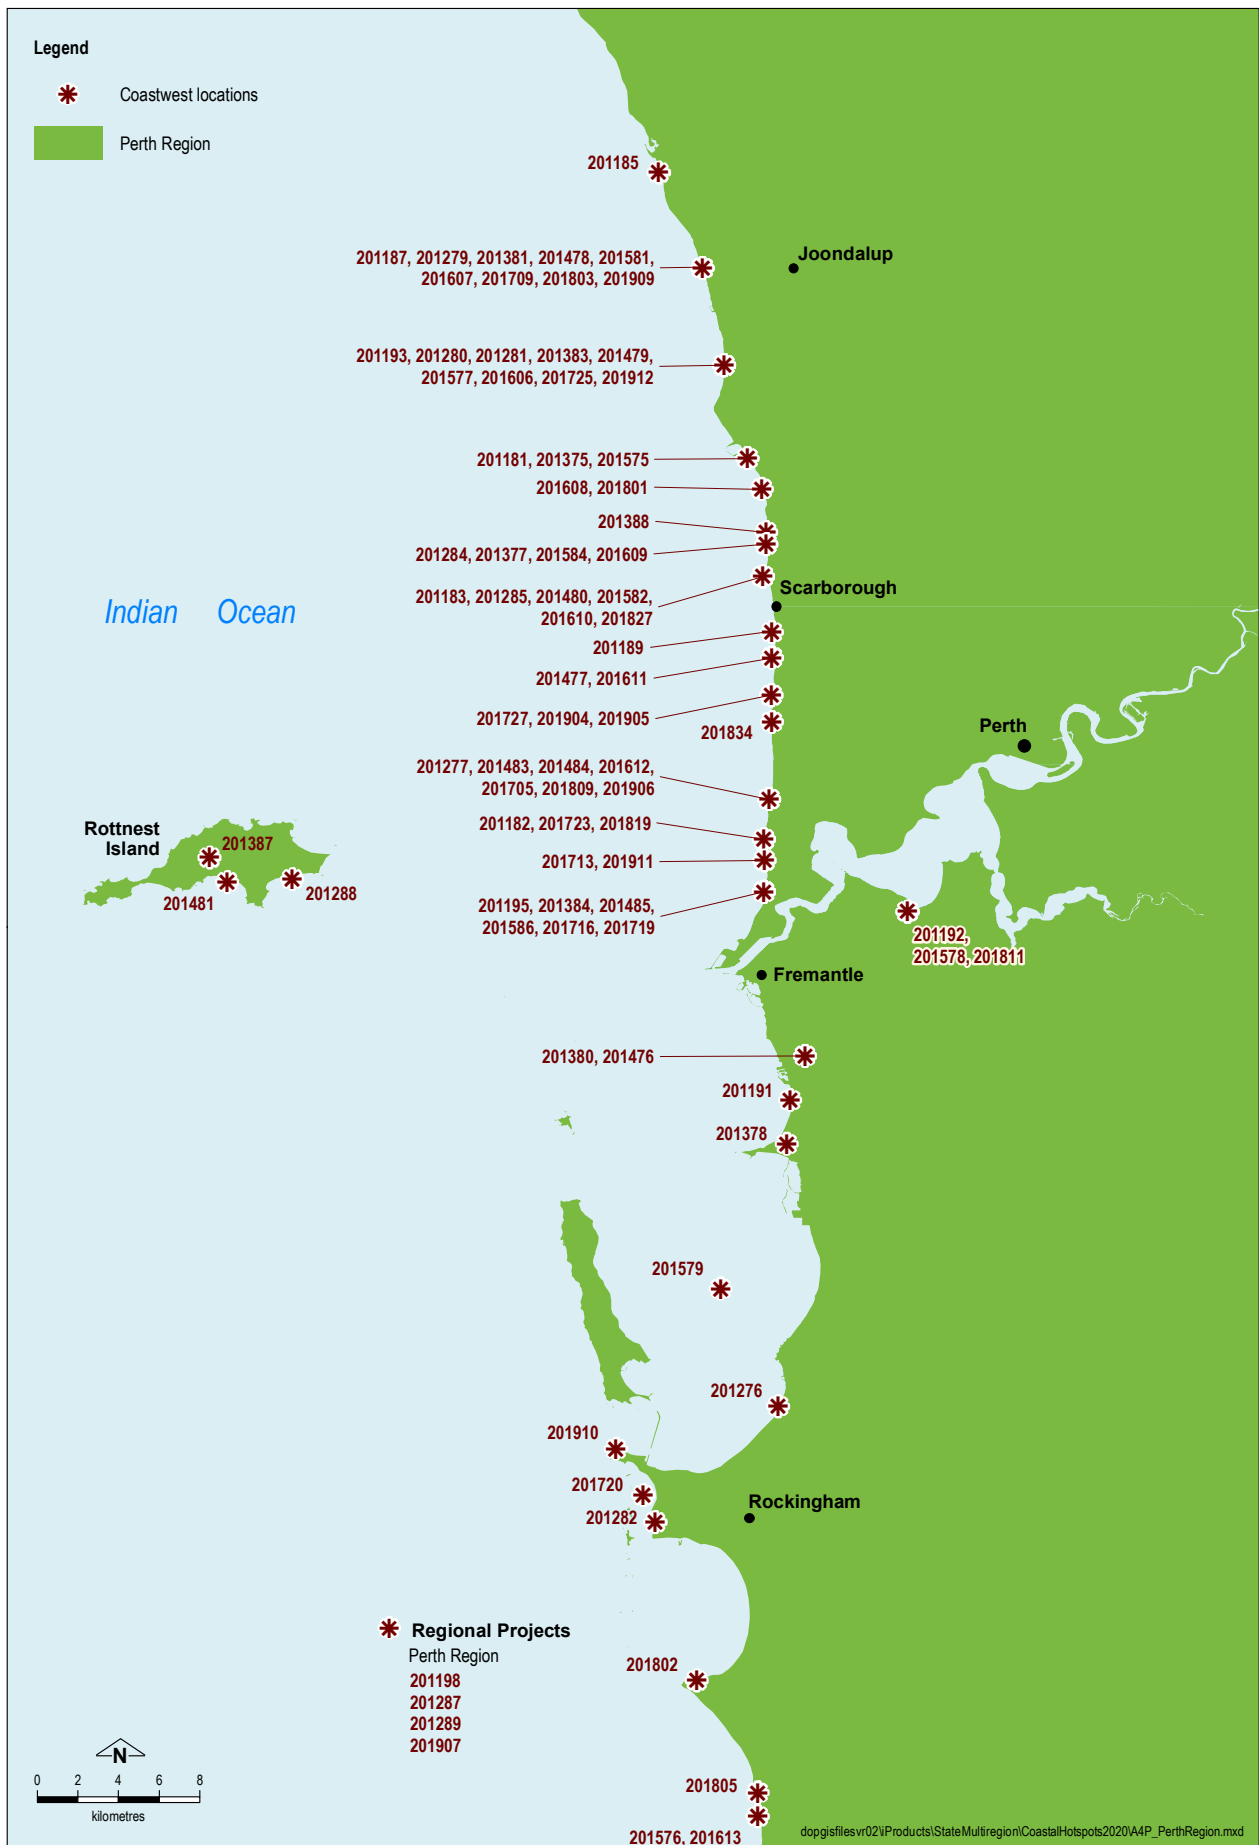 Legend
Coastwest locations
Perth Region
201185
Joondalup
201187, 201279, 201381, 201478, 201581,
201607, 201709, 201803, 201909
201193, 201280, 201281, 201383, 201479,
201577, 201606, 201725, 201912
201181, 201375, 201575
201608, 201801
201388
201284, 201377, 201584, 201609
Scarborough
201183, 201285, 201480, 201582,
201610, 201827
Indian Ocean
201189
201477, 201611
201727, 201904, 201905
201834
Perth
201277, 201483, 201484, 201612,
201705, 201809, 201906
201182, 201723, 201819
Rottnest
Island
201387
201713, 201911
201288
201481
201195, 201384, 201485,
201586, 201716, 201719
201192,
201578, 201811
Fremantle
201380, 201476
201191
201378
201579
201276
201910
201720
Rockingham
201282
Regional Projects
Perth Region
201198
201287
201289
201907
201802
N
0 2 4 6 8
kilometres
201805
201576, 201613
dopgisfilesvr02\iProducts\StateMultiregion\CoastalHotspots2020\A4P_PerthRegion.mxd